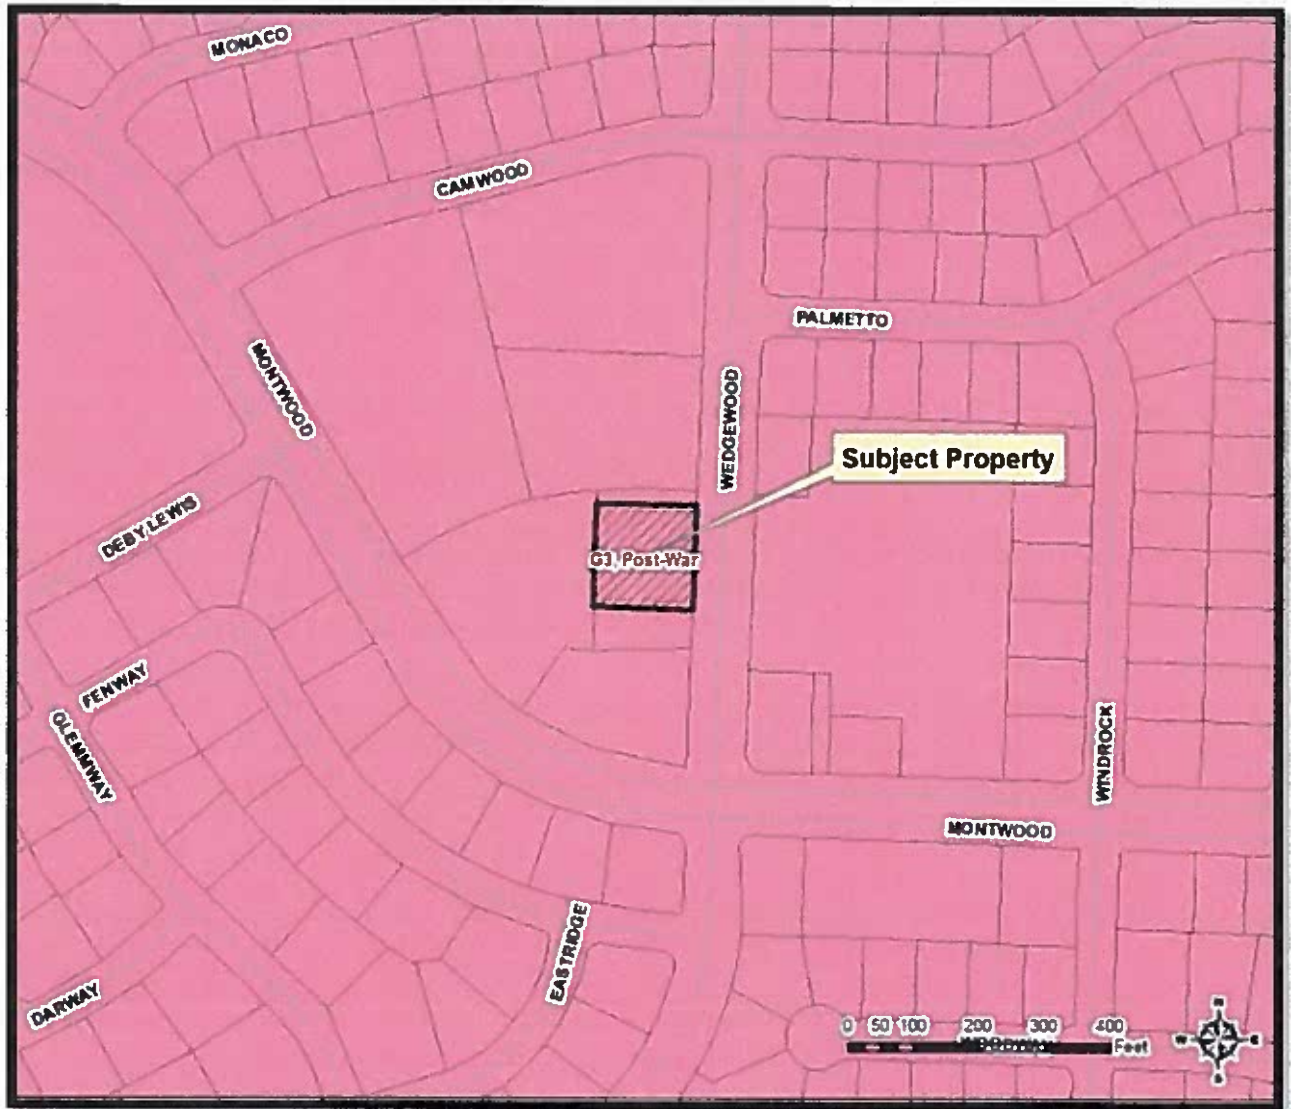 MONACO
CAMWOOD
PALMETTO
MONTWOOD
WEDGEWOOD
Subject Property
DEBY LEWIS
G3, Post-War
FENWAY
GLEMMWAY
WINDROCK
MONTWOOD
EASTRIDGE
DARWAY
0 50 100 200 300 400
Feet
N
W E
S